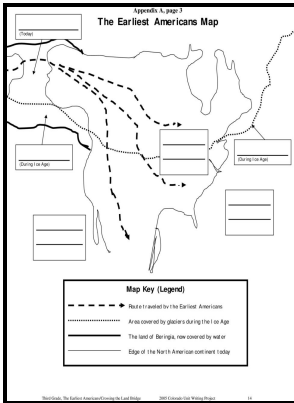 Appendix A, page 3
The Earliest Americans Map
(Today)
(During Ice Age)
(During Ice Age)
Map Key (Legend)
Route traveled by the Earliest Americans
Area covered by glaciers during the Ice Age
The land of Beringia, now covered by water
Edge of the North American continent today
Third Grade, The Earliest Americans/Crossing the Land Bridge 2005 Colorado Unit Writing Project 14